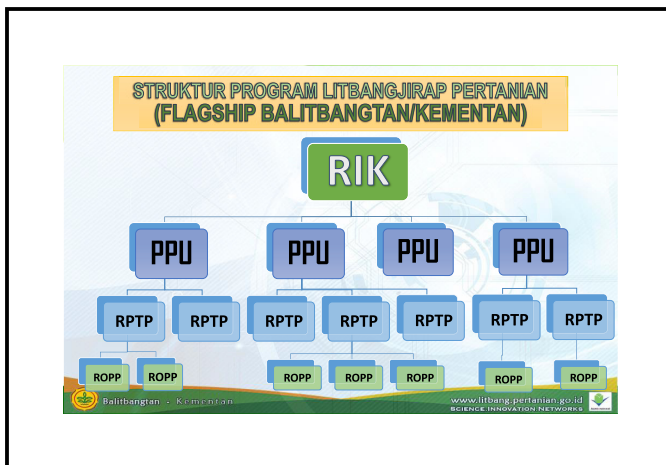 STRUKTUR PROGRAM LITBANGJIRAP PERTANIAN
(FLAGSHIP BALITBANGTAN/KEMENTAN)
RIK
PPU PPU PPU PPU
RPTP RPTP RPTP RPTP RPTP RPTP RPTP
ROPP ROPP ROPP ROPP ROPP ROPP ROPP
Balitbangtan - Kementan
www.litbang.pertanian.go.id
SCIENCE.INNOVATION.NETWORKS